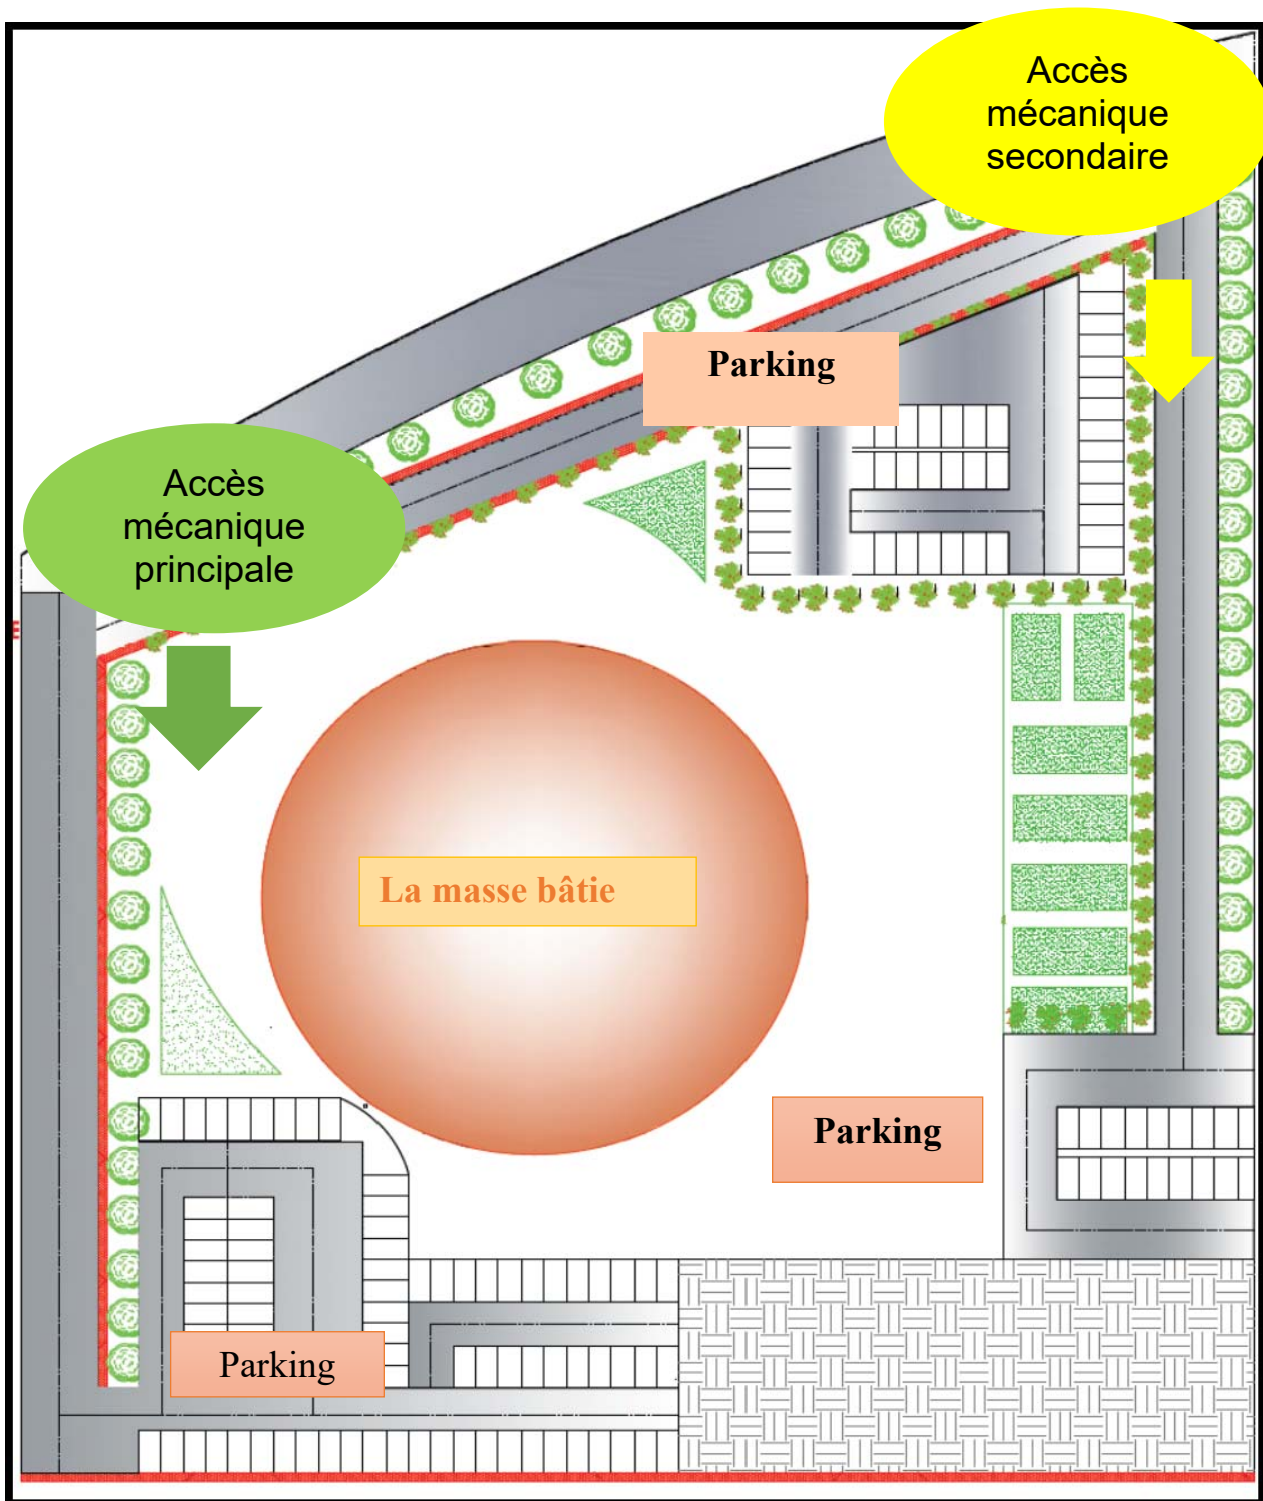 Accès
mécanique
secondaire
Parking
Accès
mécanique
principale
E
La masse bâtie
Parking
Parking